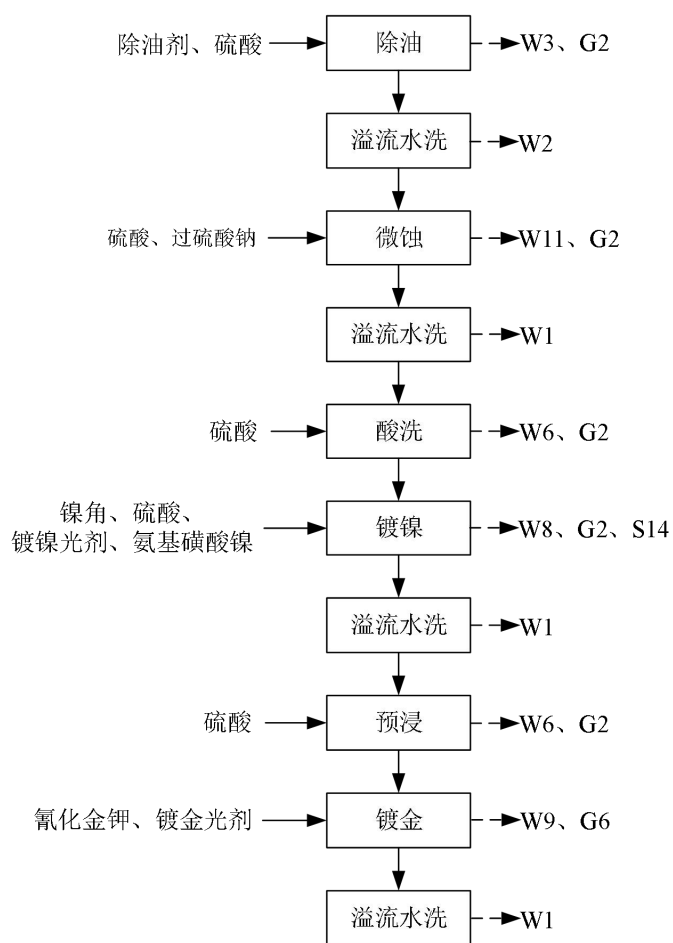 除油剂、硫酸
除油
W3、G2
溢流水洗
W2
硫酸、过硫酸钠
微蚀
W11、G2
溢流水洗
W1
硫酸
酸洗
W6、G2
镍角、硫酸、
镀镍光剂、氨基磺酸镍
镀镍
W8、G2、S14
溢流水洗
W1
硫酸
预浸
W6、G2
氰化金钾、镀金光剂
镀金
W9、G6
溢流水洗
W1